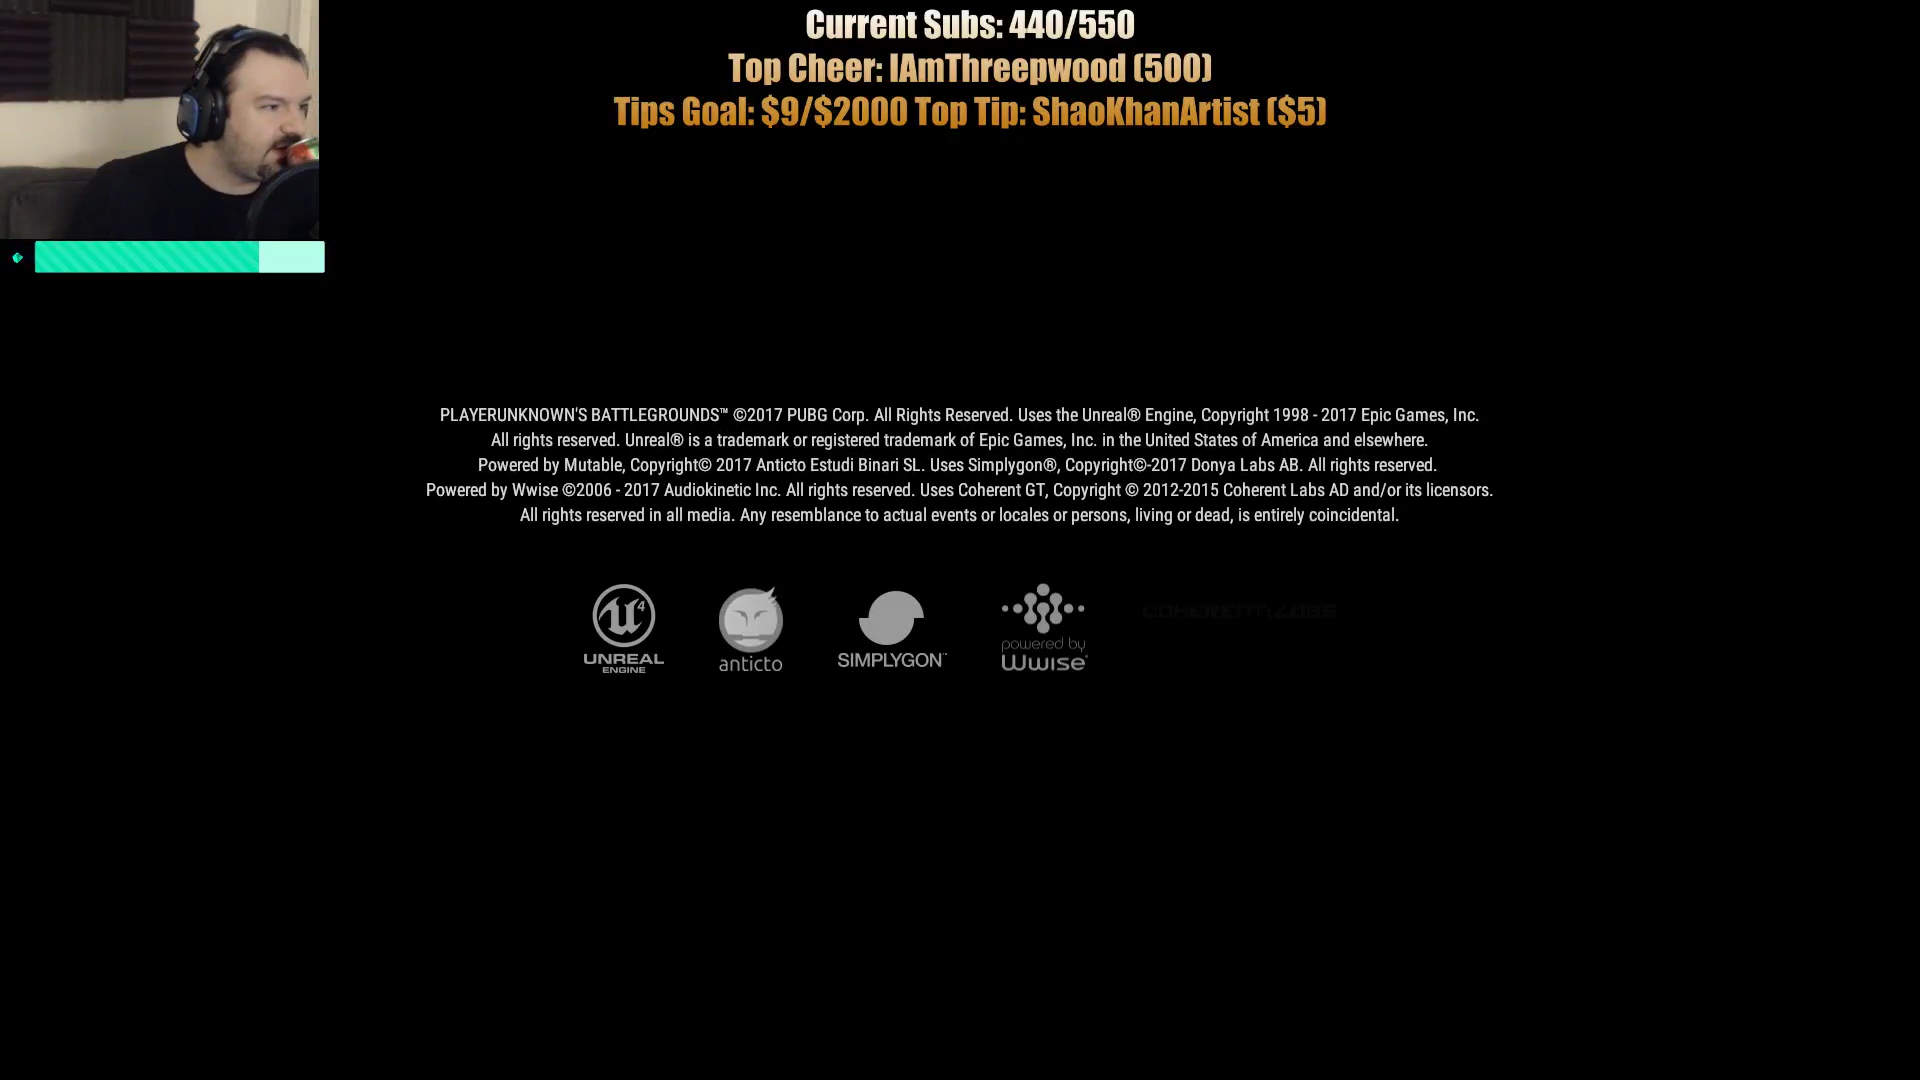 Current Subs: 440/550
Top Cheer: IAmThreepwood (500)
Tips Goal: $9/$2000 Top Tip: ShaoKhanArtist ($5)
PLAYERUNKNOWN'S BATTLEGROUNDS™ ©2017 PUBG Corp. All Rights Reserved. Uses the Unreal® Engine, Copyright 1998 - 2017 Epic Games, Inc.
All rights reserved. Unreal® is a trademark or registered trademark of Epic Games, Inc. in the United States of America and elsewhere.
Powered by Mutable, Copyright© 2017 Anticto Estudi Binari SL. Uses Simplygon®, Copyright©-2017 Donya Labs AB. All rights reserved.
Powered by Wwise ©2006 - 2017 Audiokinetic Inc. All rights reserved. Uses Coherent GT, Copyright © 2012-2015 Coherent Labs AD and/or its licensors.
All rights reserved in all media. Any resemblance to actual events or locales or persons, living or dead, is entirely coincidental.
U4
UNREAL
ENGINE
anticto
SIMPLYGON™
powered by
Wwise®
COHERENT LABS